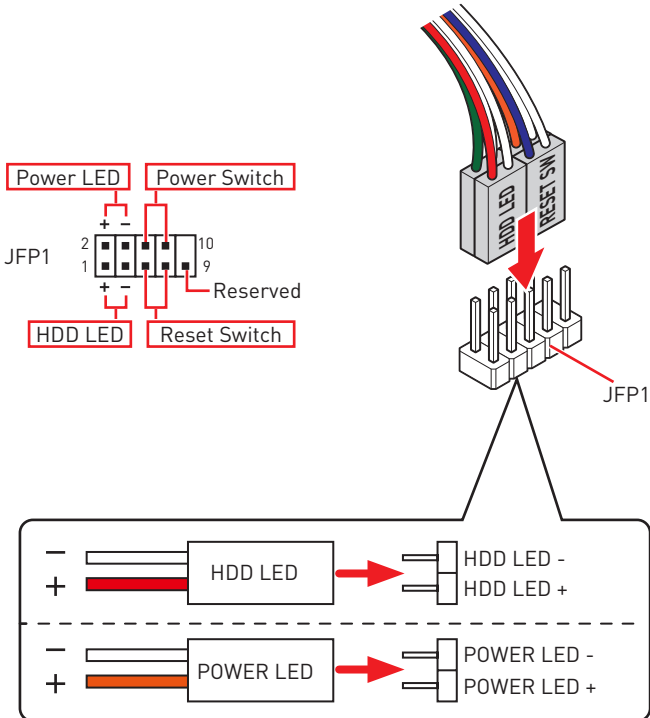 Power LED
Power Switch
+ −
2 10
JFP1
1 9
+ −
Reserved
HDD LED
Reset Switch
HDD LED
RESET SW
JFP1
− HDD LED HDD LED -
+ HDD LED +
− POWER LED POWER LED -
+ POWER LED +